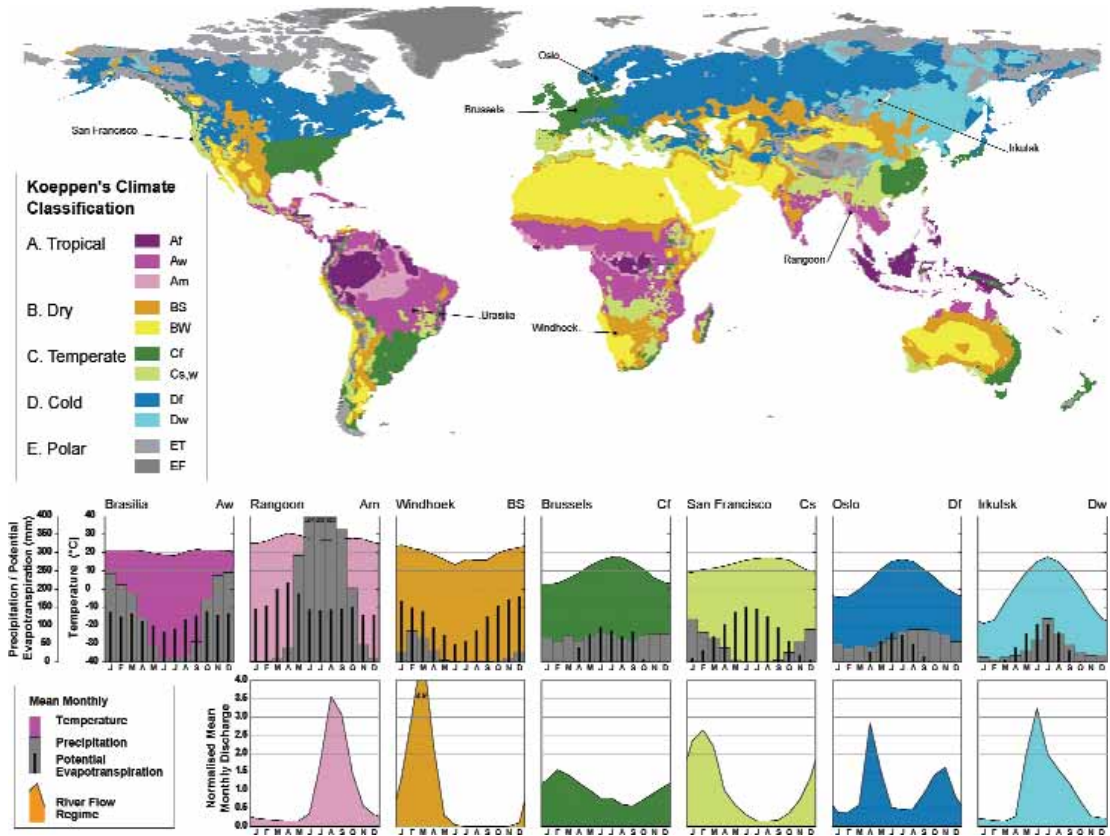 Oslo
Brussels
San Francisco
Irkulsk
Koeppen's Climate
Classification
A. Tropical
Af
Aw
Am
B. Dry
BS
BW
C. Temperate
Cf
Cs,w
D. Cold
Df
Dw
E. Polar
ET
EF
Rangoon
.Brasilia
Windhoek.
Brasilia Aw
Rangoon Am
Windhoek BS
Brussels Cf
San Francisco Cs
Oslo Df
Irkulsk Dw
Precipitation / Potential
Evapotranspiration (mm)
400
350
300
250
200
150
100
50
0
Temperature (°C)
40
30
20
10
0
-10
-20
-30
-40
J F M A M J J A S O N D
J F M A M J J A S O N D
J F M A M J J A S O N D
J F M A M J J A S O N D
J F M A M J J A S O N D
J F M A M J J A S O N D
J F M A M J J A S O N D
Mean Monthly
Temperature
Precipitation
Potential
Evapotranspiration
River Flow
Regime
Normalised Mean
Monthly Discharge
4.0
3.5
3.0
2.5
2.0
1.5
1.0
0.5
0.0
J F M A M J J A S O N D
J F M A M J J A S O N D
J F M A M J J A S O N D
J F M A M J J A S O N D
J F M A M J J A S O N D
J F M A M J J A S O N D